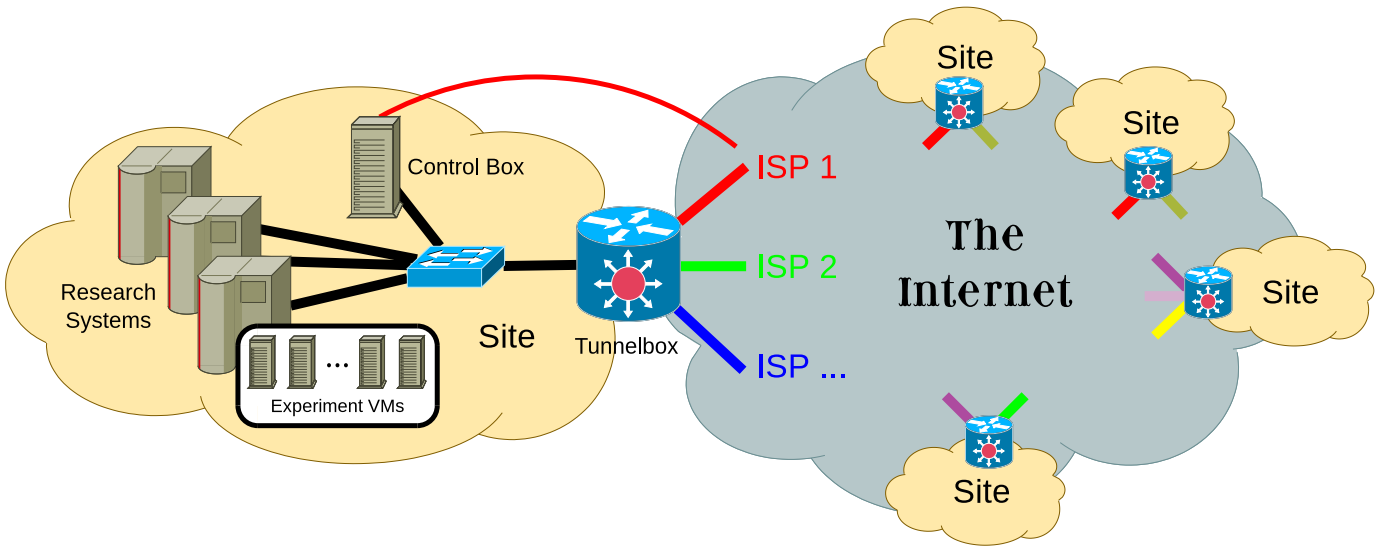 Control Box
Research
Systems
...
Experiment VMs
Site
Tunnelbox
ISP 1
ISP 2
ISP ...
The
Internet
Site
Site
Site
Site